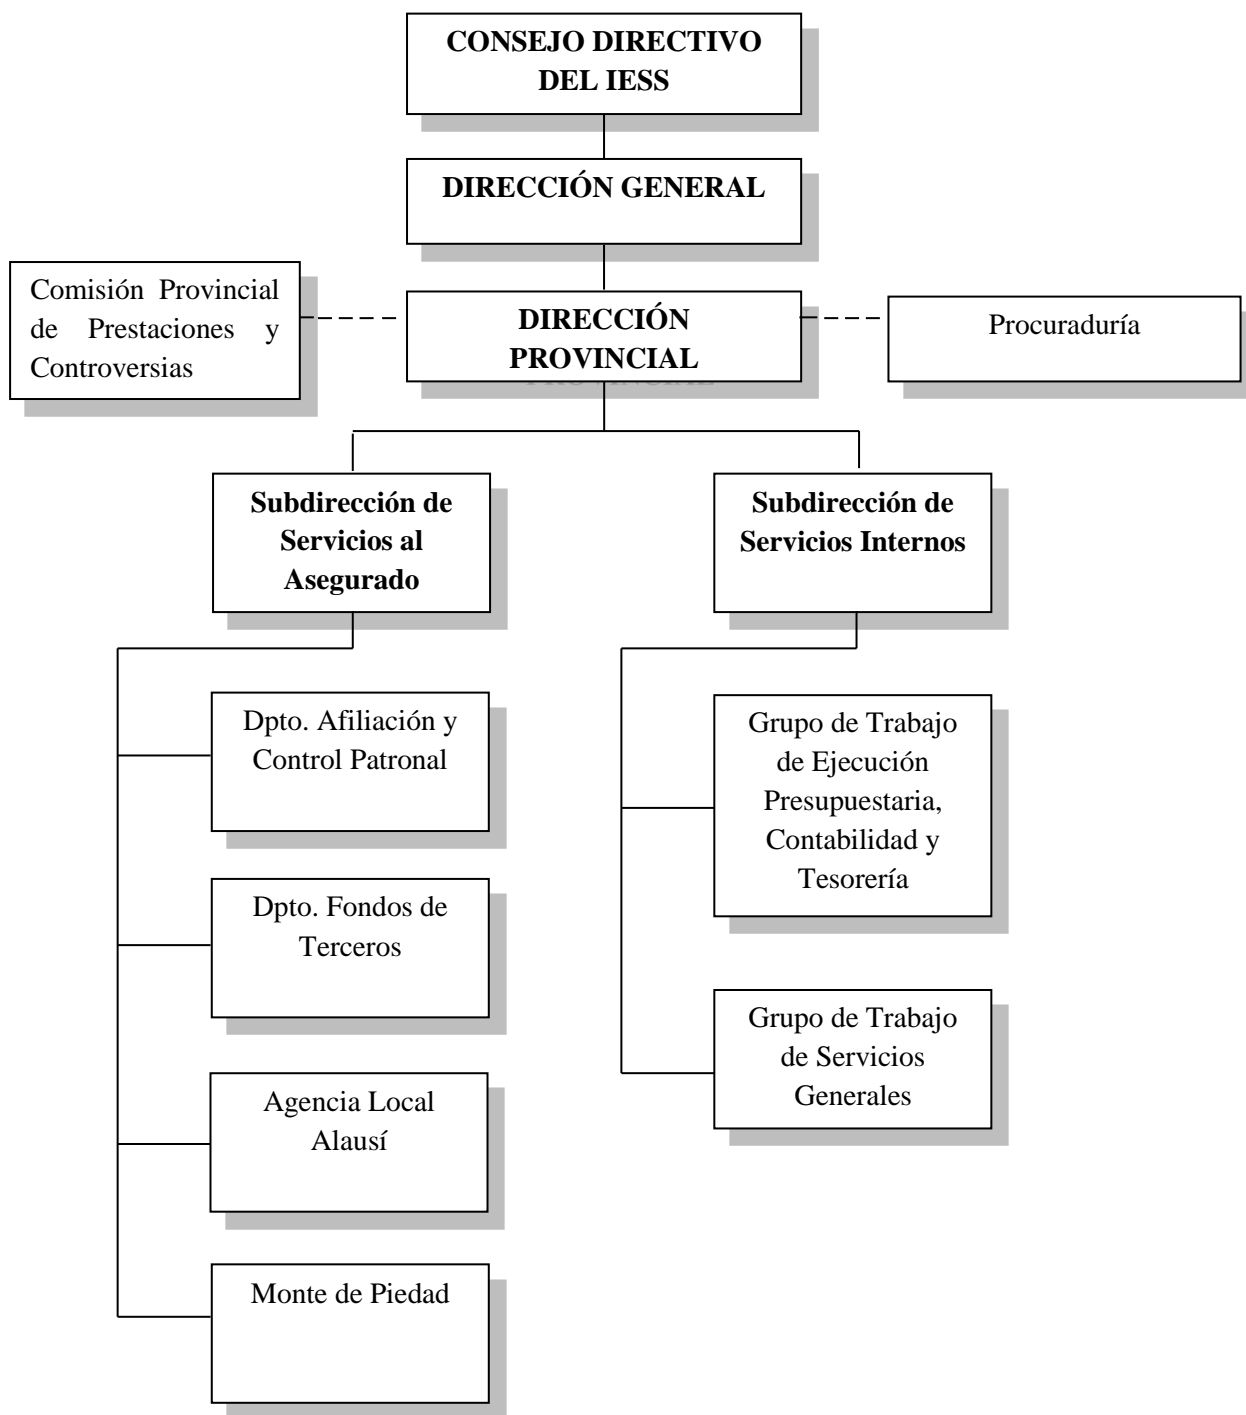 CONSEJO DIRECTIVO
DEL IESS
DIRECCIÓN GENERAL
Comisión Provincial
de Prestaciones y
Controversias
DIRECCIÓN
PROVINCIAL
Procuraduría
Subdirección de
Servicios al
Asegurado
Subdirección de
Servicios Internos
Dpto. Afiliación y
Control Patronal
Dpto. Fondos de
Terceros
Agencia Local
Alausí
Monte de Piedad
Grupo de Trabajo
de Ejecución
Presupuestaria,
Contabilidad y
Tesorería
Grupo de Trabajo
de Servicios
Generales